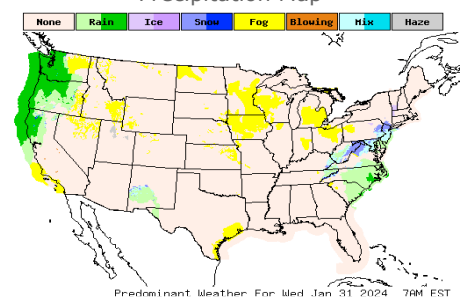 Precipitation Map
None Rain Ice Snow Fog Blowing Mix Haze
Predominant Weather For Wed Jan 31 2024 7AM EST